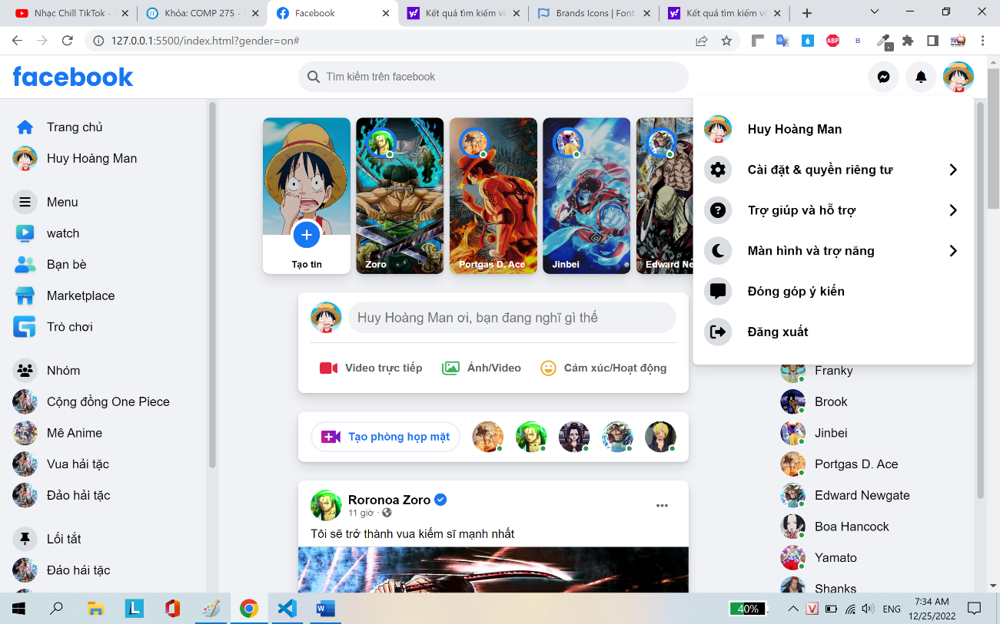 Nhạc Chill TikTok -
Khóa: COMP 275 -
Facebook
Kết quả tìm kiếm v
Brands Icons | Font
Kết quả tìm kiếm v
127.0.0.1:5500/index.html?gender=on#
ABP
B
facebook
Tìm kiếm trên facebook
Trang chủ
Huy Hoàng Man
Menu
watch
Bạn bè
Marketplace
Trò chơi
Nhóm
Cộng đồng One Piece
Mê Anime
Vua hải tặc
Đảo hải tặc
Lối tắt
Đảo hải tặc
Tạo tin
Zoro
Portgas D. Ace
Jinbei
Edward Ne
Huy Hoàng Man ơi, bạn đang nghĩ gì thế
Video trực tiếp
Ảnh/Video
Cảm xúc/Hoạt động
Tạo phòng họp mặt
Roronoa Zoro
11 giờ ·
Tôi sẽ trở thành vua kiếm sĩ mạnh nhất
Huy Hoàng Man
Cài đặt & quyền riêng tư
Trợ giúp và hỗ trợ
Màn hình và trợ năng
Đóng góp ý kiến
Đăng xuất
Franky
Brook
Jinbei
Portgas D. Ace
Edward Newgate
Boa Hancock
Yamato
Shanks
40%
ENG
7:34 AM
12/25/2022